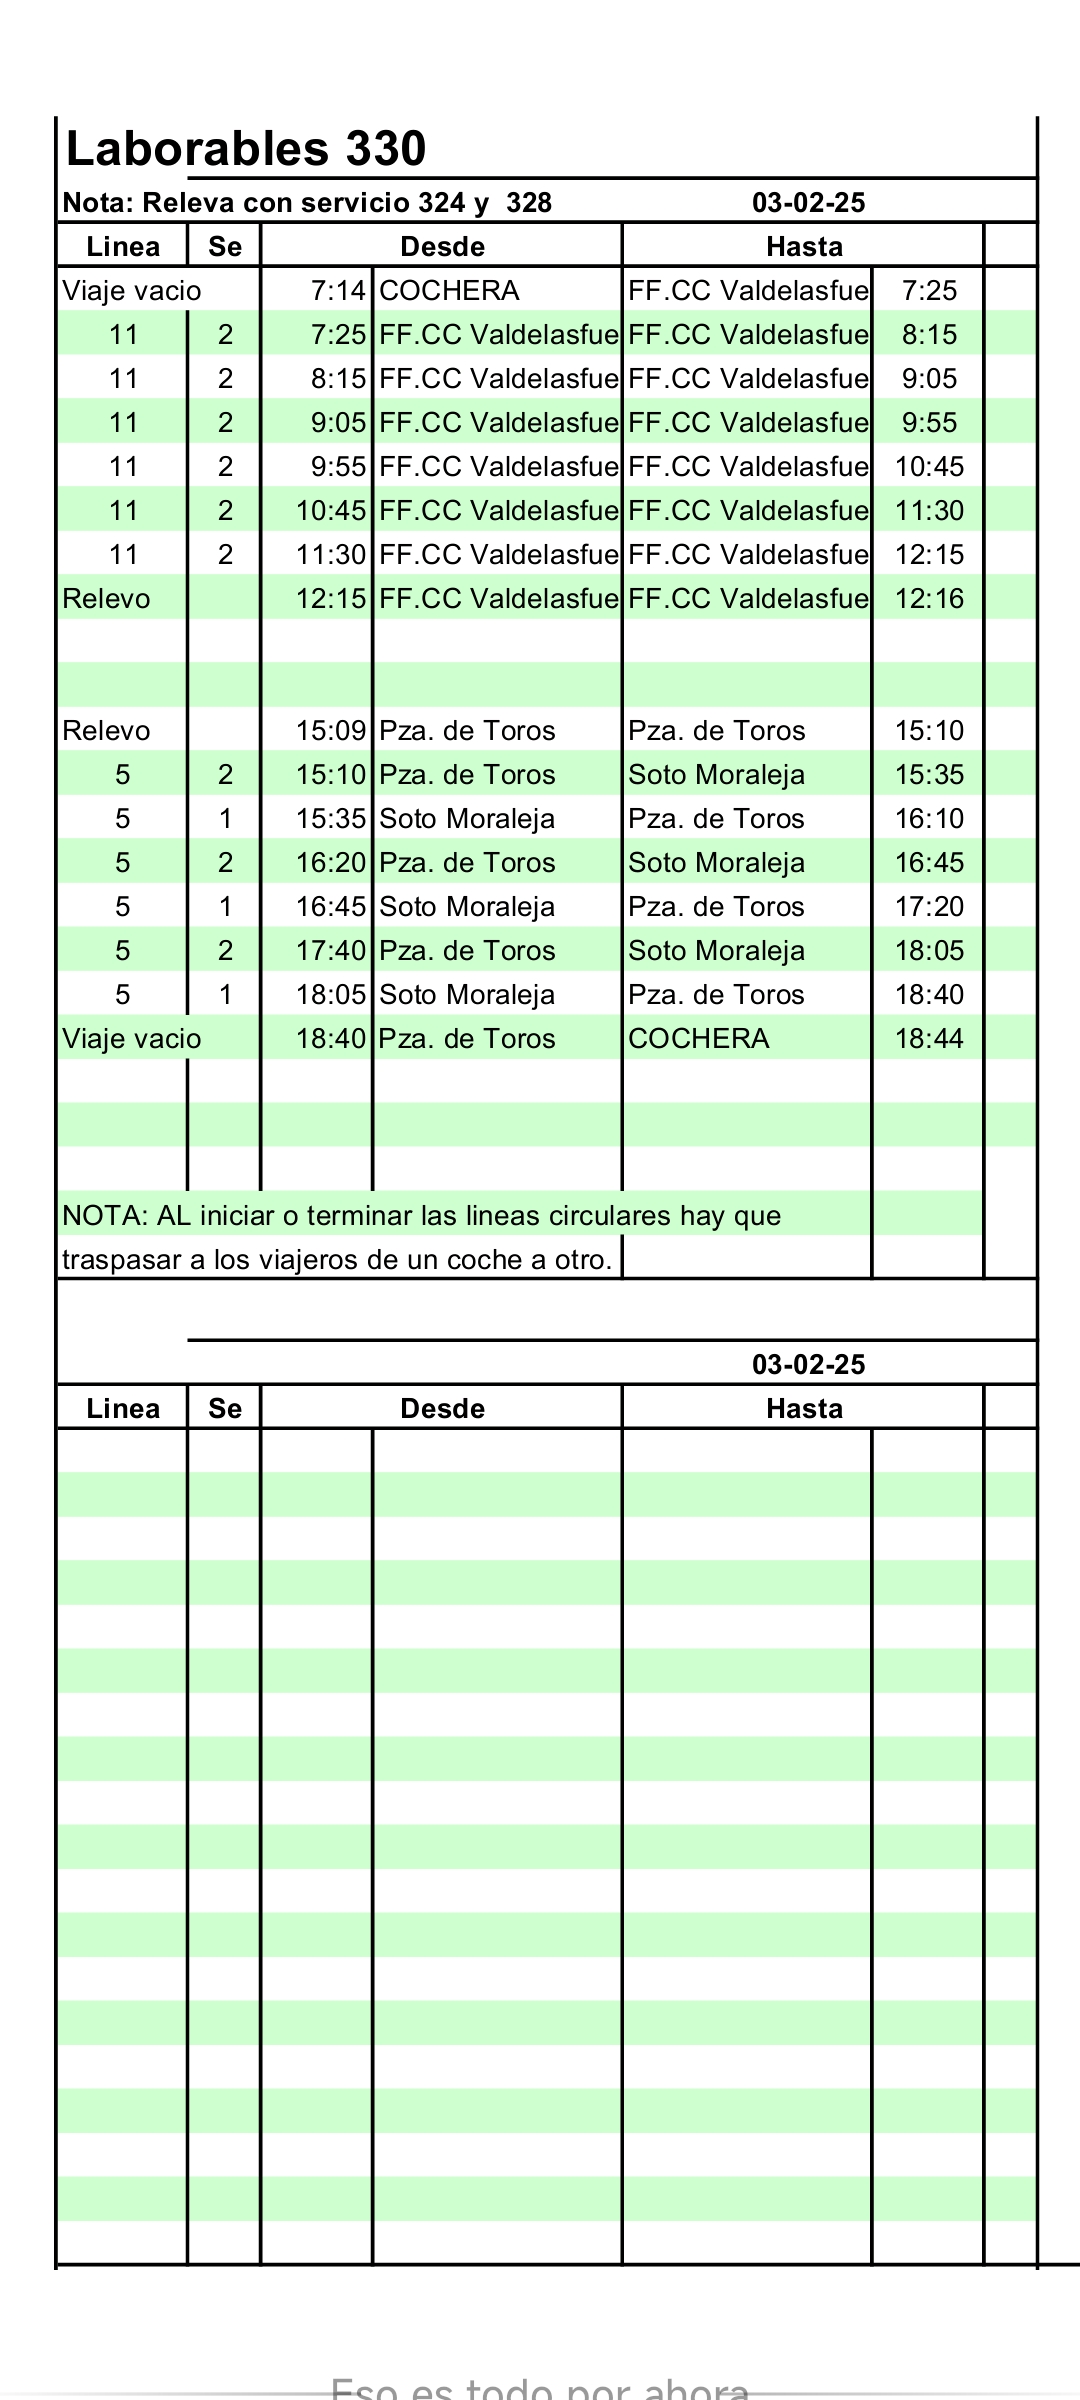 Laborables 330
Nota: Releva con servicio 324 y 328 03-02-25
Linea Se Desde Hasta
Viaje vacio 7:14 COCHERA FF.CC Valdelasfue 7:25
11 2 7:25 FF.CC Valdelasfue FF.CC Valdelasfue 8:15
11 2 8:15 FF.CC Valdelasfue FF.CC Valdelasfue 9:05
11 2 9:05 FF.CC Valdelasfue FF.CC Valdelasfue 9:55
11 2 9:55 FF.CC Valdelasfue FF.CC Valdelasfue 10:45
11 2 10:45 FF.CC Valdelasfue FF.CC Valdelasfue 11:30
11 2 11:30 FF.CC Valdelasfue FF.CC Valdelasfue 12:15
Relevo 12:15 FF.CC Valdelasfue FF.CC Valdelasfue 12:16
Relevo 15:09 Pza. de Toros Pza. de Toros 15:10
5 2 15:10 Pza. de Toros Soto Moraleja 15:35
5 1 15:35 Soto Moraleja Pza. de Toros 16:10
5 2 16:20 Pza. de Toros Soto Moraleja 16:45
5 1 16:45 Soto Moraleja Pza. de Toros 17:20
5 2 17:40 Pza. de Toros Soto Moraleja 18:05
5 1 18:05 Soto Moraleja Pza. de Toros 18:40
Viaje vacio 18:40 Pza. de Toros COCHERA 18:44
NOTA: AL iniciar o terminar las lineas circulares hay que
traspasar a los viajeros de un coche a otro.
03-02-25
Linea Se Desde Hasta
Eso es todo por ahora